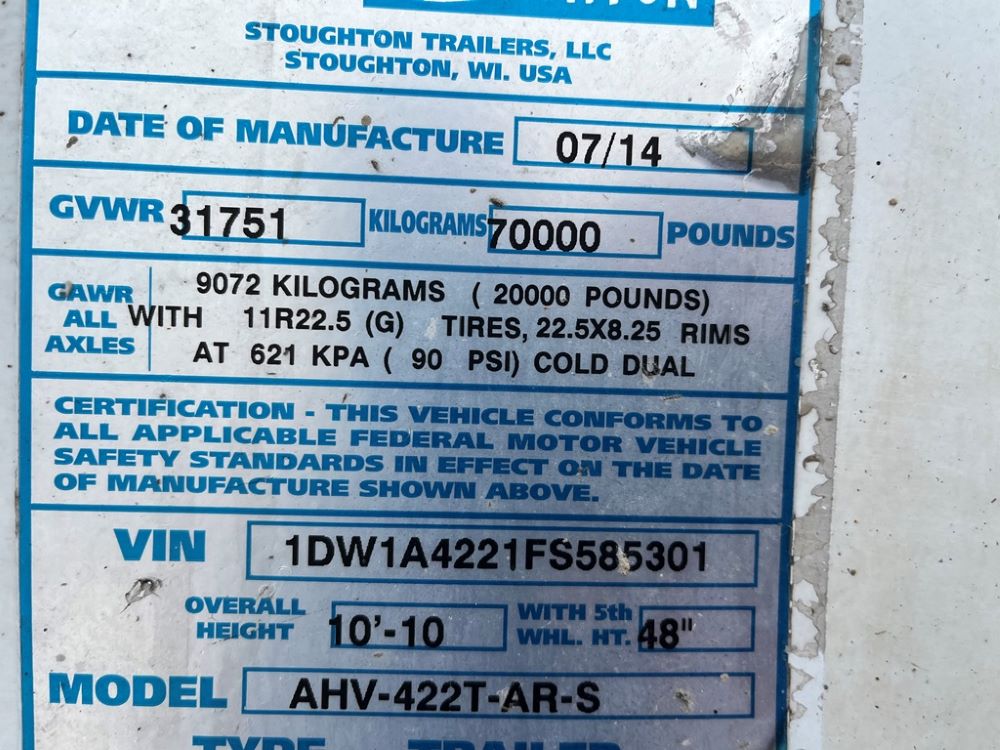 STOUGHTON TRAILERS, LLC
STOUGHTON, WI. USA
DATE OF MANUFACTURE 07/14
GVWR 31751 KILOGRAMS 70000 POUNDS
GAWR ALL AXLES
9072 KILOGRAMS ( 20000 POUNDS)
WITH 11R22.5 (G) TIRES, 22.5X8.25 RIMS
AT 621 KPA ( 90 PSI) COLD DUAL
CERTIFICATION - THIS VEHICLE CONFORMS TO
ALL APPLICABLE FEDERAL MOTOR VEHICLE
SAFETY STANDARDS IN EFFECT ON THE DATE
OF MANUFACTURE SHOWN ABOVE.
VIN 1DW1A4221FS585301
OVERALL HEIGHT 10'-10 WITH 5th WHL. HT. 48"
MODEL AHV-422T-AR-S
TYPE TRAILER